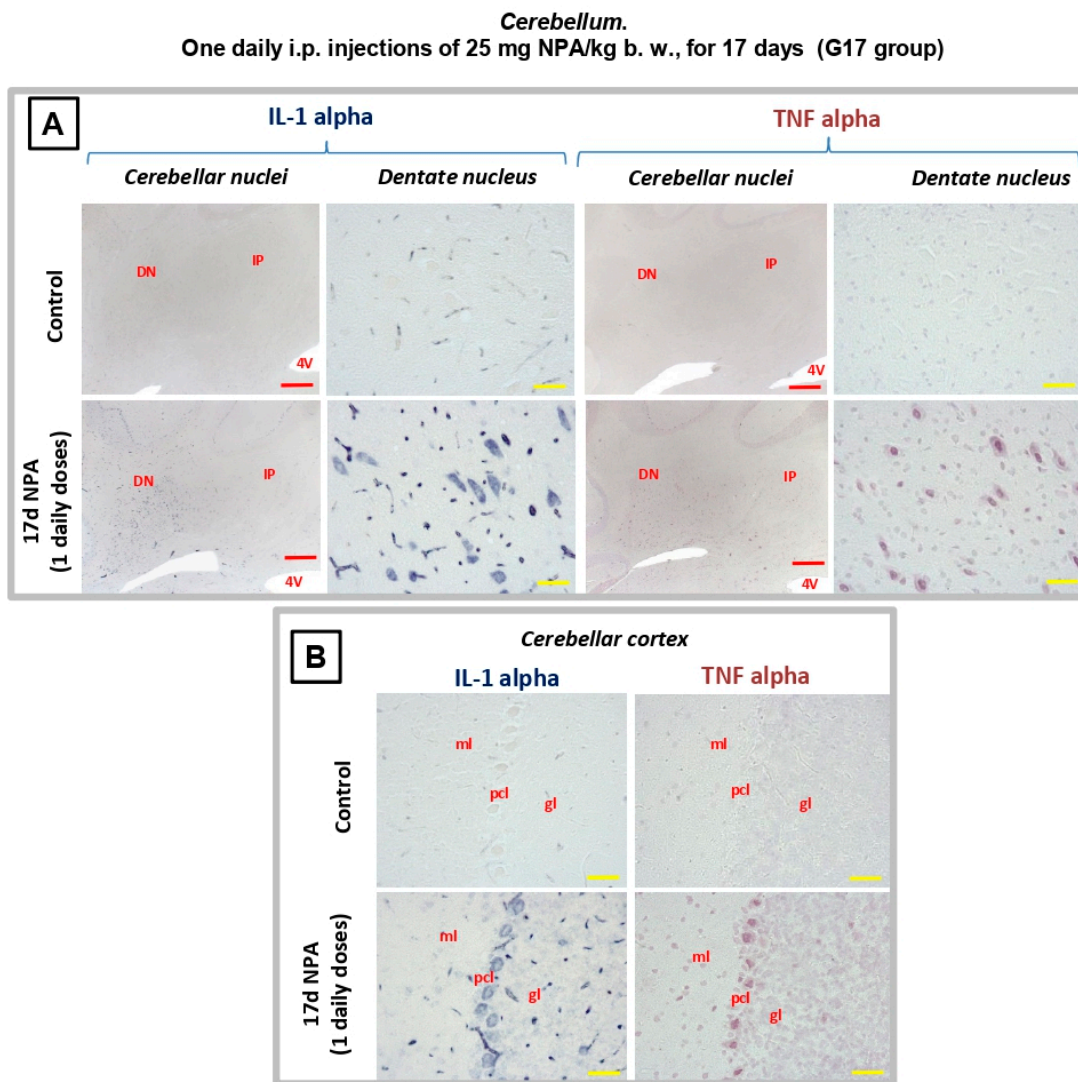 Cerebellum.
One daily i.p. injections of 25 mg NPA/kg b. w., for 17 days (G17 group)
A
IL-1 alpha
TNF alpha
Cerebellar nuclei
Dentate nucleus
Cerebellar nuclei
Dentate nucleus
Control
DN
IP
4V
DN
IP
4V
17d NPA
(1 daily doses)
DN
IP
4V
DN
IP
4V
B
Cerebellar cortex
IL-1 alpha
TNF alpha
Control
ml
pcl
gl
ml
pcl
gl
17d NPA
(1 daily doses)
ml
pcl
gl
ml
pcl
gl